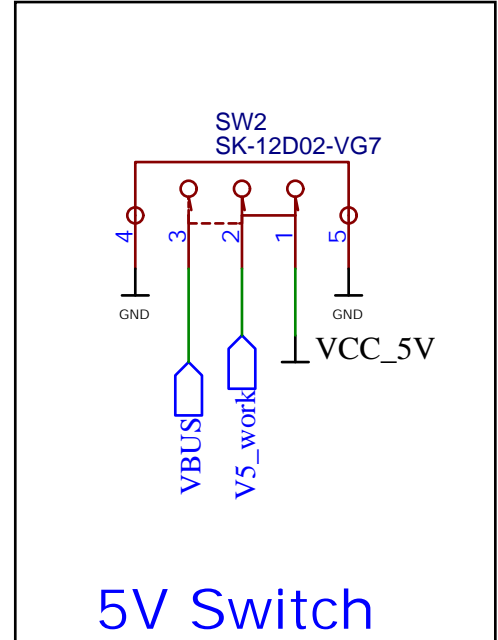 SW2
SK-12D02-VG7
4
3
2
1
5
GND
GND
VCC_5V
VBUS
V5_work
5V Switch